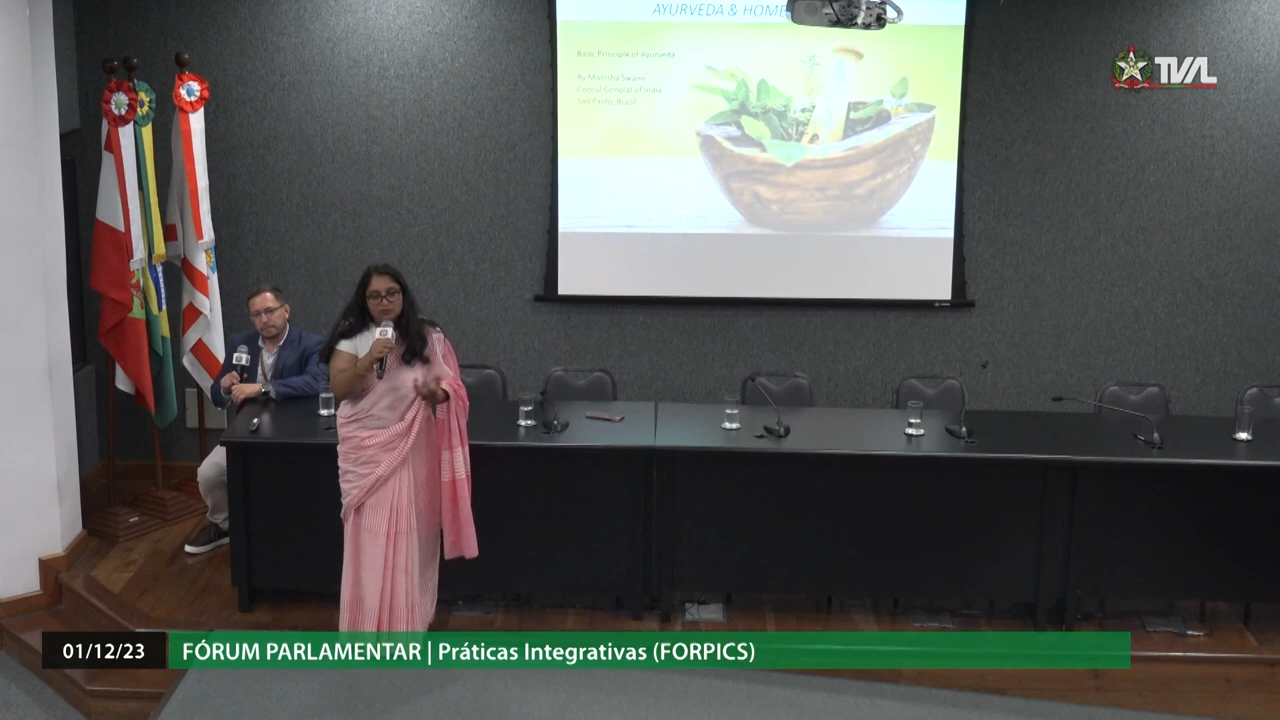 AYURVEDA & HOME
Basic Principle of Ayurveda
By Manisha Swami
Consul General of India
Sao Paulo, Brazil
TVAL
01/12/23
FÓRUM PARLAMENTAR | Práticas Integrativas (FORPICS)